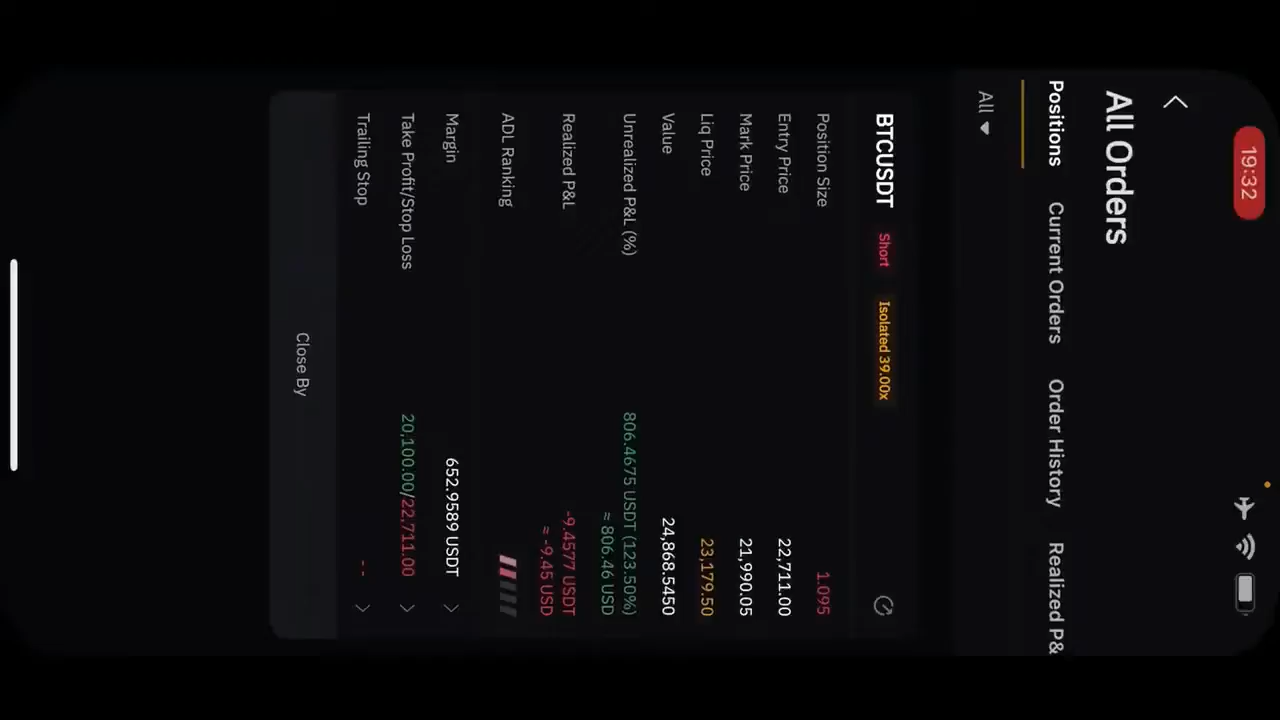 19:32
All Orders
Positions Current Orders Order History Realized P&
All
BTCUSDT Short Isolated 39.00x
Position Size 1.095
Entry Price 22,711.00
Mark Price 21,990.05
Liq Price 23,179.50
Value 24,868.5450
Unrealized P&L (%) 806.4675 USDT (123.50%)
≈ 806.46 USD
Realized P&L -9.4577 USDT
≈ -9.45 USD
ADL Ranking
Margin 652.9589 USDT
Take Profit/Stop Loss 20,100.00/22,711.00
Trailing Stop --
Close By